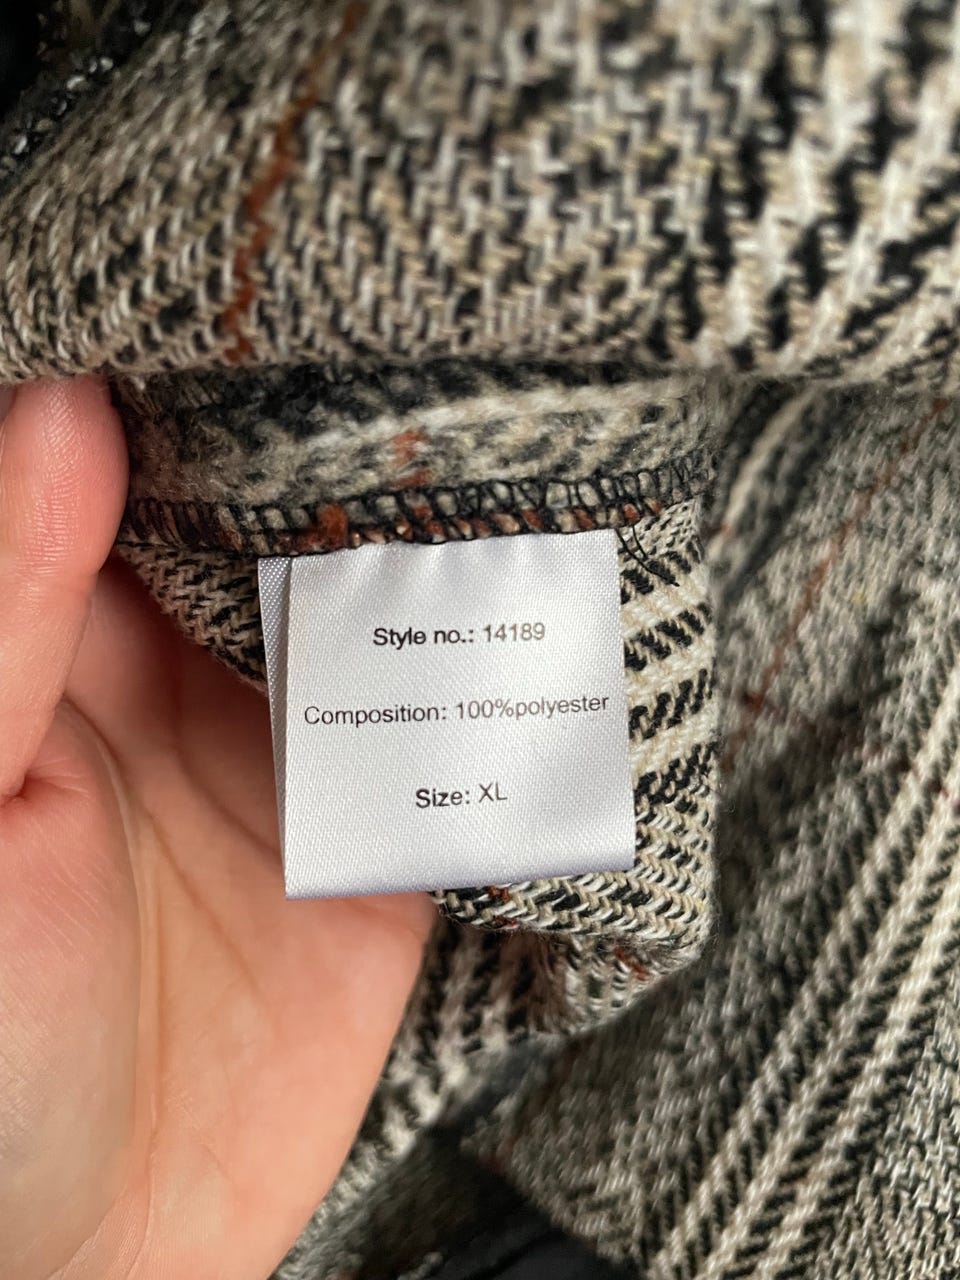 Style no.: 14189
Composition: 100%polyester
Size: XL